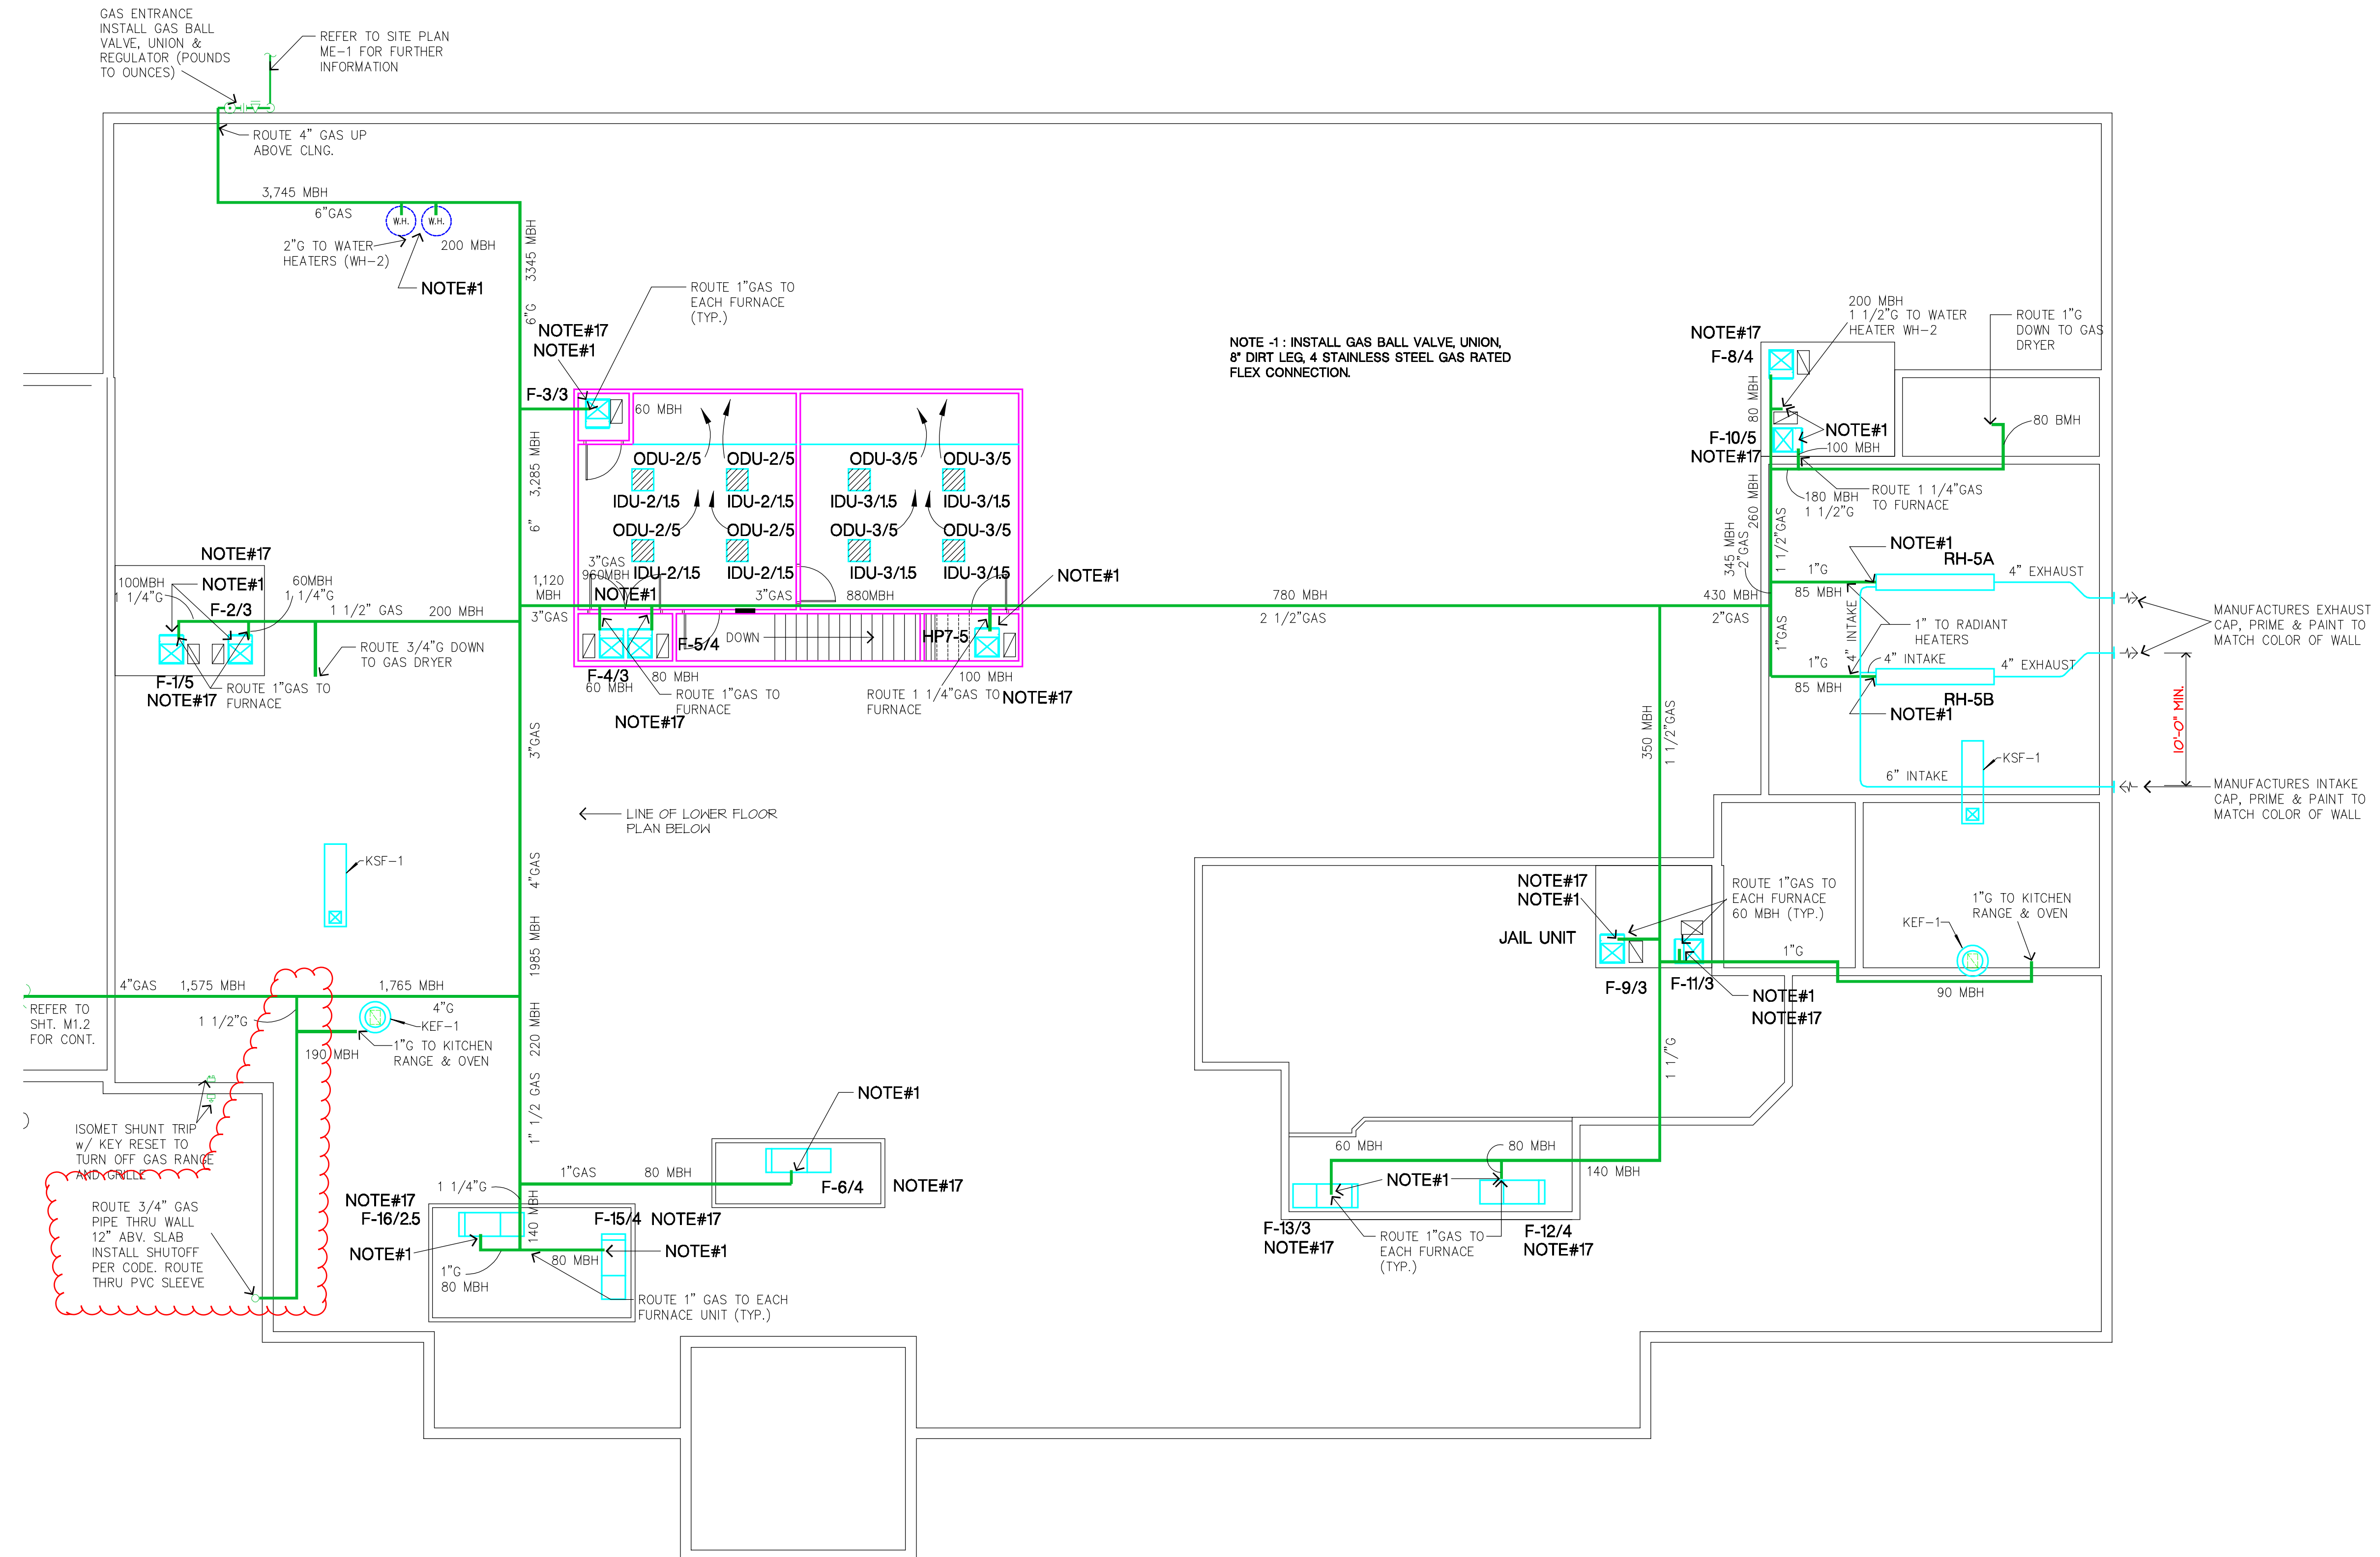 GAS ENTRANCE
INSTALL GAS BALL
VALVE, UNION &
REGULATOR (POUNDS
TO OUNCES)
REFER TO SITE PLAN
ME-1 FOR FURTHER
INFORMATION
ROUTE 4" GAS UP
ABOVE CLNG.
3,745 MBH
6"GAS
W.H.
W.H.
2"G TO WATER
HEATERS (WH-2)
200 MBH
NOTE#1
3345 MBH
6"G
ROUTE 1"GAS TO
EACH FURNACE
(TYP.)
NOTE#17
NOTE#1
F-3/3
60 MBH
NOTE -1 : INSTALL GAS BALL VALVE, UNION,
8" DIRT LEG, 4 STAINLESS STEEL GAS RATED
FLEX CONNECTION.
200 MBH
1 1/2"G TO WATER
HEATER WH-2
ROUTE 1"G
DOWN TO GAS
DRYER
NOTE#17
F-8/4
80 MBH
NOTE#1
F-10/5
NOTE#17
100 MBH
80 BMH
ROUTE 1 1/4"GAS
TO FURNACE
180 MBH
1 1/2"G
260 MBH
1 1/2"GAS
345 MBH
2"GAS
3,285 MBH
6"
ODU-2/5
ODU-2/5
ODU-3/5
ODU-3/5
IDU-2/1.5
IDU-2/1.5
IDU-3/1.5
IDU-3/1.5
ODU-2/5
ODU-2/5
ODU-3/5
ODU-3/5
IDU-2/1.5
IDU-2/1.5
IDU-3/1.5
IDU-3/1.5
3"GAS
960MBH
NOTE#1
1,120
MBH
3"GAS
3"GAS
880MBH
NOTE#1
780 MBH
2 1/2"GAS
430 MBH
2"GAS
NOTE#1
RH-5A
1"G
85 MBH
4" EXHAUST
4" INTAKE
1" TO RADIANT
HEATERS
1"GAS
1"G
4" INTAKE
4" EXHAUST
85 MBH
RH-5B
NOTE#1
MANUFACTURES EXHAUST
CAP, PRIME & PAINT TO
MATCH COLOR OF WALL
10'-0" MIN.
6" INTAKE
KSF-1
MANUFACTURES INTAKE
CAP, PRIME & PAINT TO
MATCH COLOR OF WALL
NOTE#17
100MBH
1 1/4"G
NOTE#1
F-2/3
60MBH
1 1/4"G
1 1/2" GAS
200 MBH
ROUTE 3/4"G DOWN
TO GAS DRYER
F-1/5
NOTE#17
ROUTE 1"GAS TO
FURNACE
F-5/4
DOWN
HP7-5
F-4/3
60 MBH
80 MBH
ROUTE 1"GAS TO
FURNACE
NOTE#17
ROUTE 1 1/4"GAS TO
FURNACE
100 MBH
NOTE#17
3"GAS
350 MBH
1 1/2"GAS
LINE OF LOWER FLOOR
PLAN BELOW
KSF-1
4"GAS
1985 MBH
4"GAS
1,575 MBH
1,765 MBH
4"G
REFER TO
SHT. M1.2
FOR CONT.
1 1/2"G
KEF-1
190 MBH
1"G TO KITCHEN
RANGE & OVEN
220 MBH
1" 1/2 GAS
ISOMET SHUNT TRIP
w/ KEY RESET TO
TURN OFF GAS RANGE
AND GRILLE
ROUTE 3/4" GAS
PIPE THRU WALL
12" ABV. SLAB
INSTALL SHUTOFF
PER CODE. ROUTE
THRU PVC SLEEVE
NOTE#1
1"GAS
80 MBH
F-6/4
NOTE#17
1 1/4"G
140 MBH
NOTE#17
F-16/2.5
F-15/4
NOTE#17
NOTE#1
NOTE#1
80 MBH
1"G
80 MBH
ROUTE 1" GAS TO EACH
FURNACE UNIT (TYP.)
NOTE#17
NOTE#1
JAIL UNIT
ROUTE 1"GAS TO
EACH FURNACE
60 MBH (TYP.)
1"G TO KITCHEN
RANGE & OVEN
KEF-1
1"G
F-9/3
F-11/3
NOTE#1
NOTE#17
90 MBH
1 1/"G
60 MBH
80 MBH
140 MBH
NOTE#1
F-13/3
NOTE#17
ROUTE 1"GAS TO
EACH FURNACE
(TYP.)
F-12/4
NOTE#17